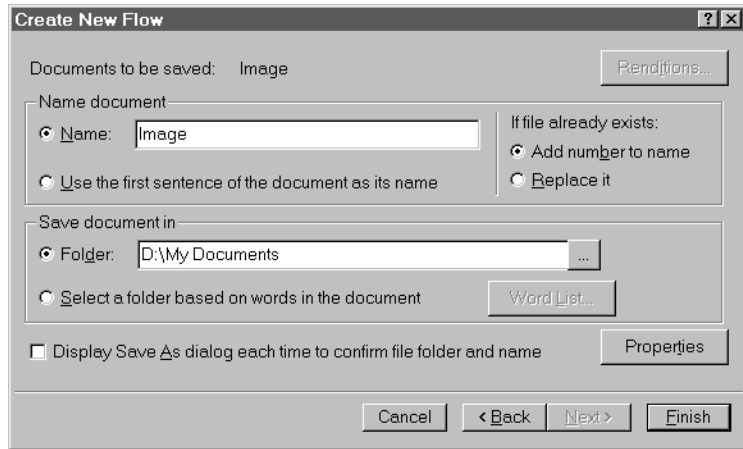 Create New Flow
Documents to be saved: Image
Renditions...
Name document
Name: Image
Use the first sentence of the document as its name
If file already exists:
Add number to name
Replace it
Save document in
Folder: D:\My Documents ...
Select a folder based on words in the document
Word List...
Display Save As dialog each time to confirm file folder and name
Properties
Cancel < Back Next > Finish